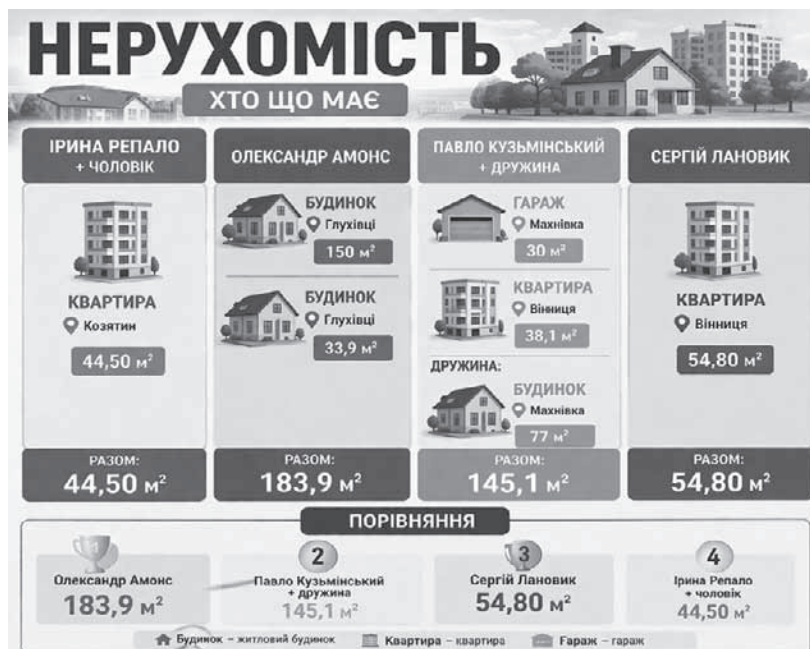 НЕРУХОМІСТЬ
ХТО ЩО МАЄ
ІРИНА РЕПАЛО
+ ЧОЛОВІК
КВАРТИРА
Козятин
44,50 м²
РАЗОМ:
44,50 м²
ОЛЕКСАНДР АМОНС
БУДИНОК
Глухівці
150 м²
БУДИНОК
Глухівці
33,9 м²
РАЗОМ:
183,9 м²
ПАВЛО КУЗЬМІНСЬКИЙ
+ ДРУЖИНА
ГАРАЖ
Махнівка
30 м²
КВАРТИРА
Вінниця
38,1 м²
ДРУЖИНА:
БУДИНОК
Махнівка
77 м²
РАЗОМ:
145,1 м²
СЕРГІЙ ЛАНОВИК
КВАРТИРА
Вінниця
54,80 м²
РАЗОМ:
54,80 м²
ПОРІВНЯННЯ
1
Олександр Амонс
183,9 м²
2
Павло Кузьмінський
+ дружина
145,1 м²
3
Сергій Лановик
54,80 м²
4
Ірина Репало
+ чоловік
44,50 м²
Будинок – житловий будинок
Квартира – квартира
Гараж – гараж